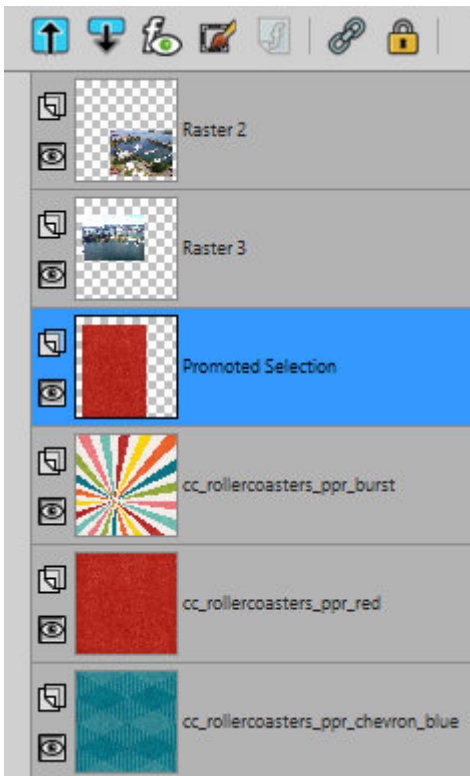 Raster 2
Raster 3
Promoted Selection
cc_rollercoasters_ppr_burst
cc_rollercoasters_ppr_red
cc_rollercoasters_ppr_chevron_blue